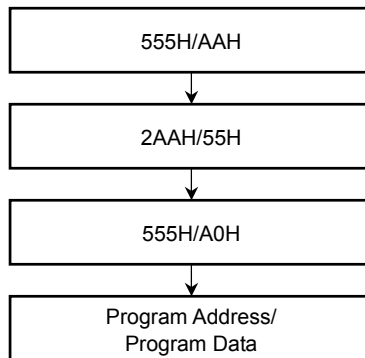 555H/AAH
2AAH/55H
555H/A0H
Program Address/
Program Data